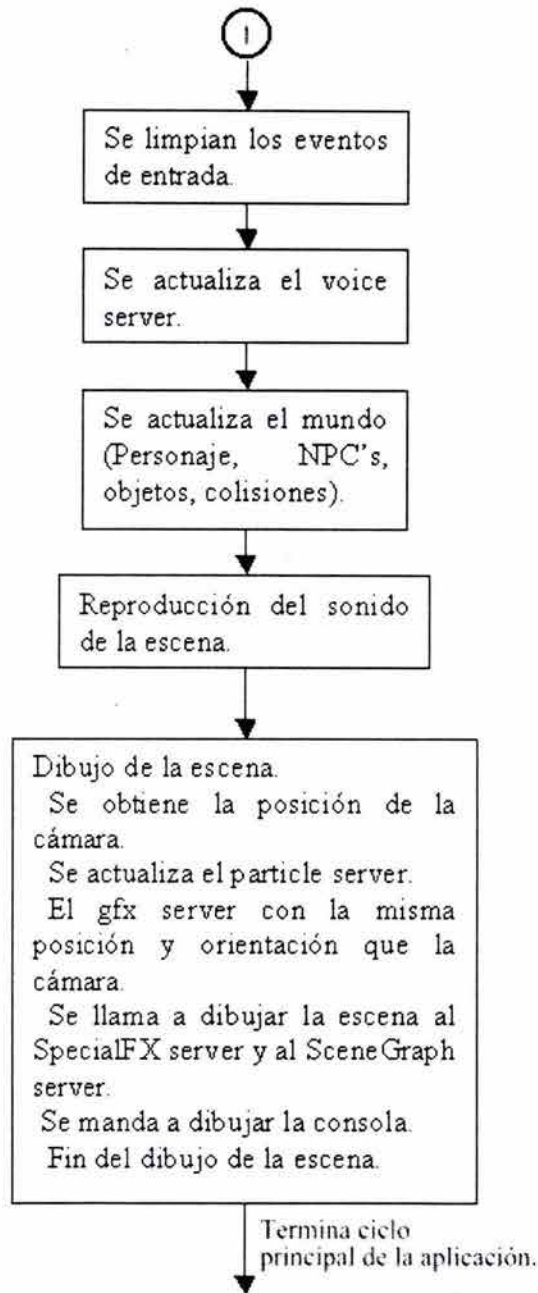 1
Se limpian los eventos
de entrada.
Se actualiza el voice
server.
Se actualiza el mundo
(Personaje, NPC's,
objetos, colisiones).
Reproducción del sonido
de la escena.
Dibujo de la escena.
Se obtiene la posición de la
cámara.
Se actualiza el particle server.
El gfx server con la misma
posición y orientación que la
cámara.
Se llama a dibujar la escena al
SpecialFX server y al SceneGraph
server.
Se manda a dibujar la consola.
Fin del dibujo de la escena.
Termina ciclo
principal de la aplicación.